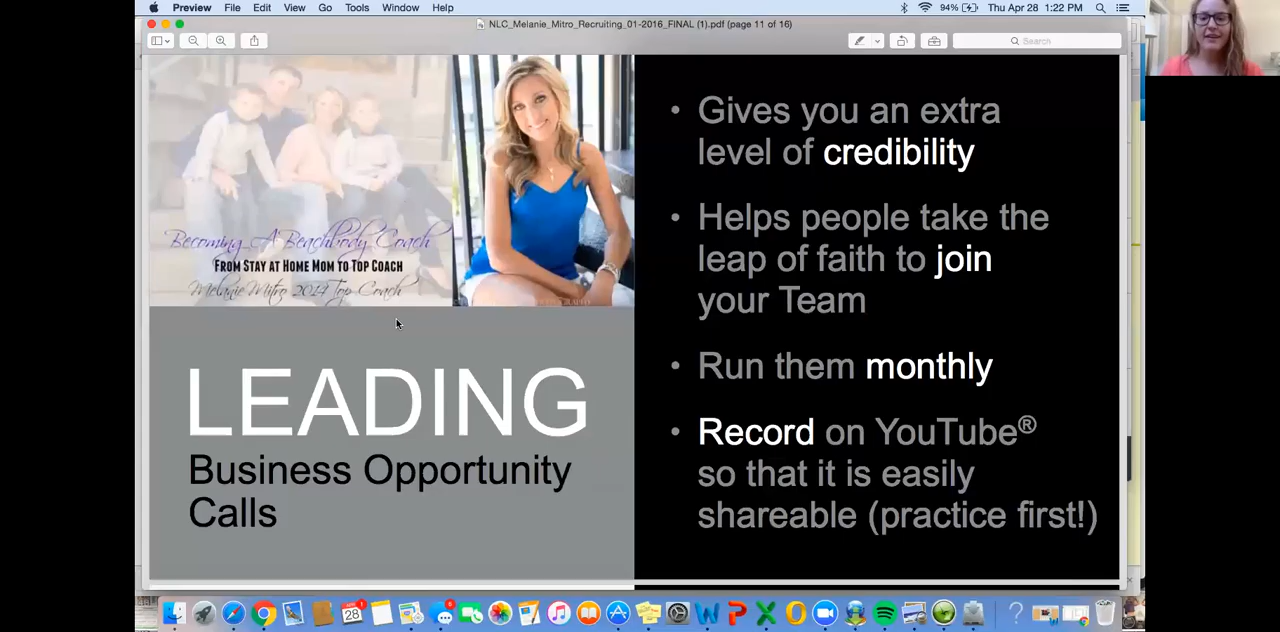 Preview File Edit View Go Tools Window Help 94% Thu Apr 28 1:22 PM
NLC_Melanie_Mitro_Recruiting_01-2016_FINAL (1).pdf (page 11 of 16)
Search
Becoming A Beachbody Coach
FROM STAY AT HOME MOM TO TOP COACH
Melanie Mitro 2014 Top Coach
LEADING
Business Opportunity
Calls
• Gives you an extra
level of credibility
• Helps people take the
leap of faith to join
your Team
• Run them monthly
• Record on YouTube®
so that it is easily
shareable (practice first!)